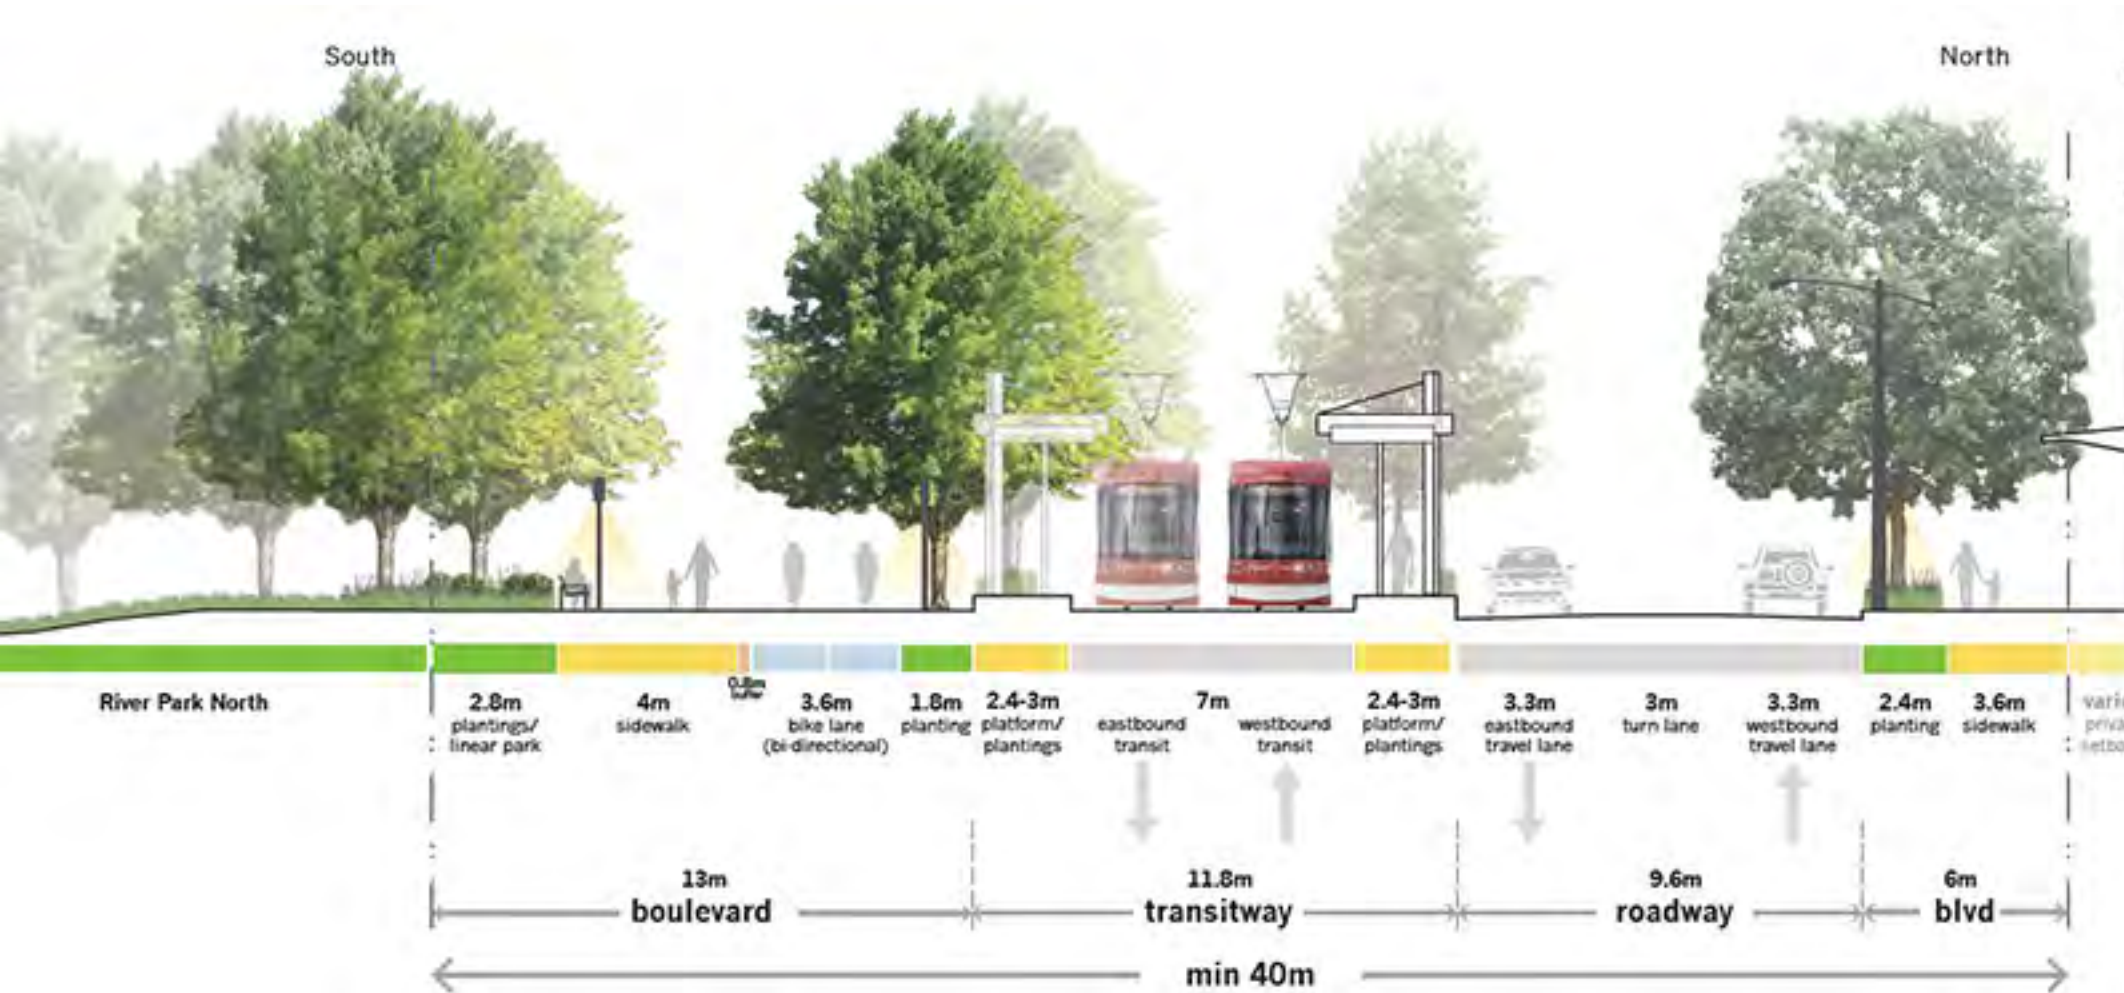 South
North
River Park North
2.8m
plantings/
linear park
4m
sidewalk
0.8m
buffer
3.6m
bike lane
(bi-directional)
1.8m
planting
2.4-3m
platform/
plantings
7m
eastbound
transit
westbound
transit
2.4-3m
platform/
plantings
3.3m
eastbound
travel lane
3m
turn lane
3.3m
westbound
travel lane
2.4m
planting
3.6m
sidewalk
13m
boulevard
11.8m
transitway
9.6m
roadway
6m
blvd
min 40m